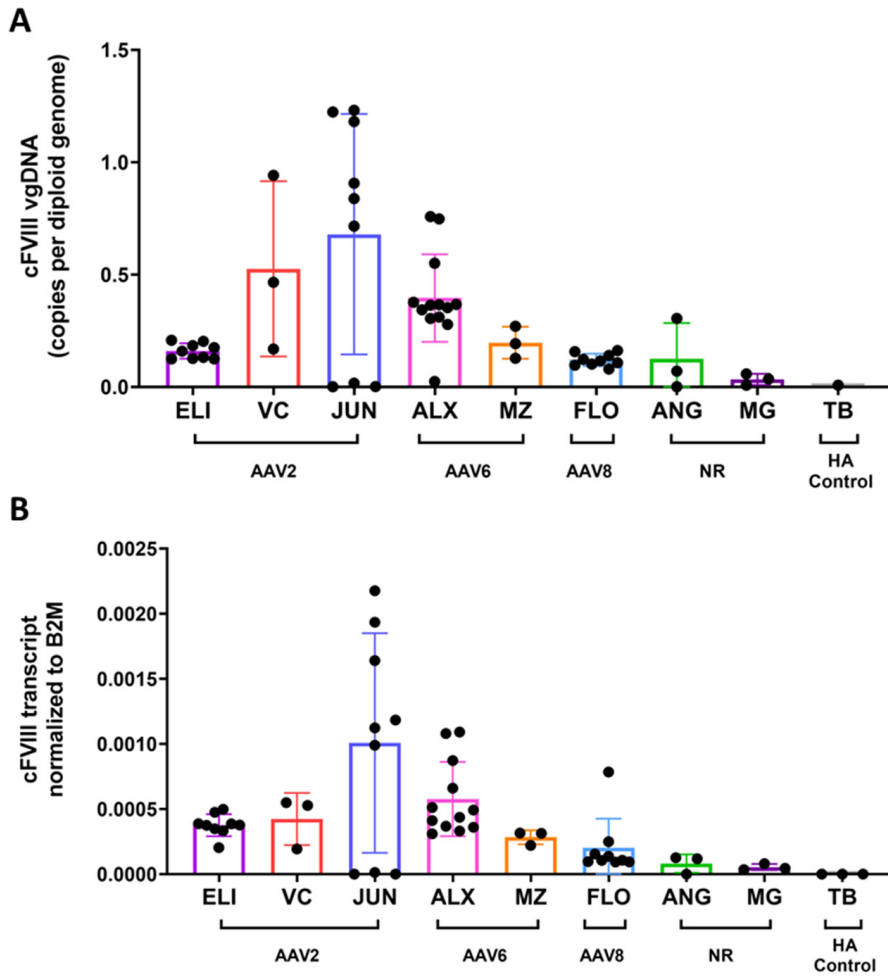 A
cFVIII vgDNA
(copies per diploid genome)
1.5
1.0
0.5
0.0
ELI VC JUN ALX MZ FLO ANG MG TB
AAV2 AAV6 AAV8 NR HA
Control
B
cFVIII transcript
normalized to B2M
0.0025
0.0020
0.0015
0.0010
0.0005
0.0000
ELI VC JUN ALX MZ FLO ANG MG TB
AAV2 AAV6 AAV8 NR HA
Control